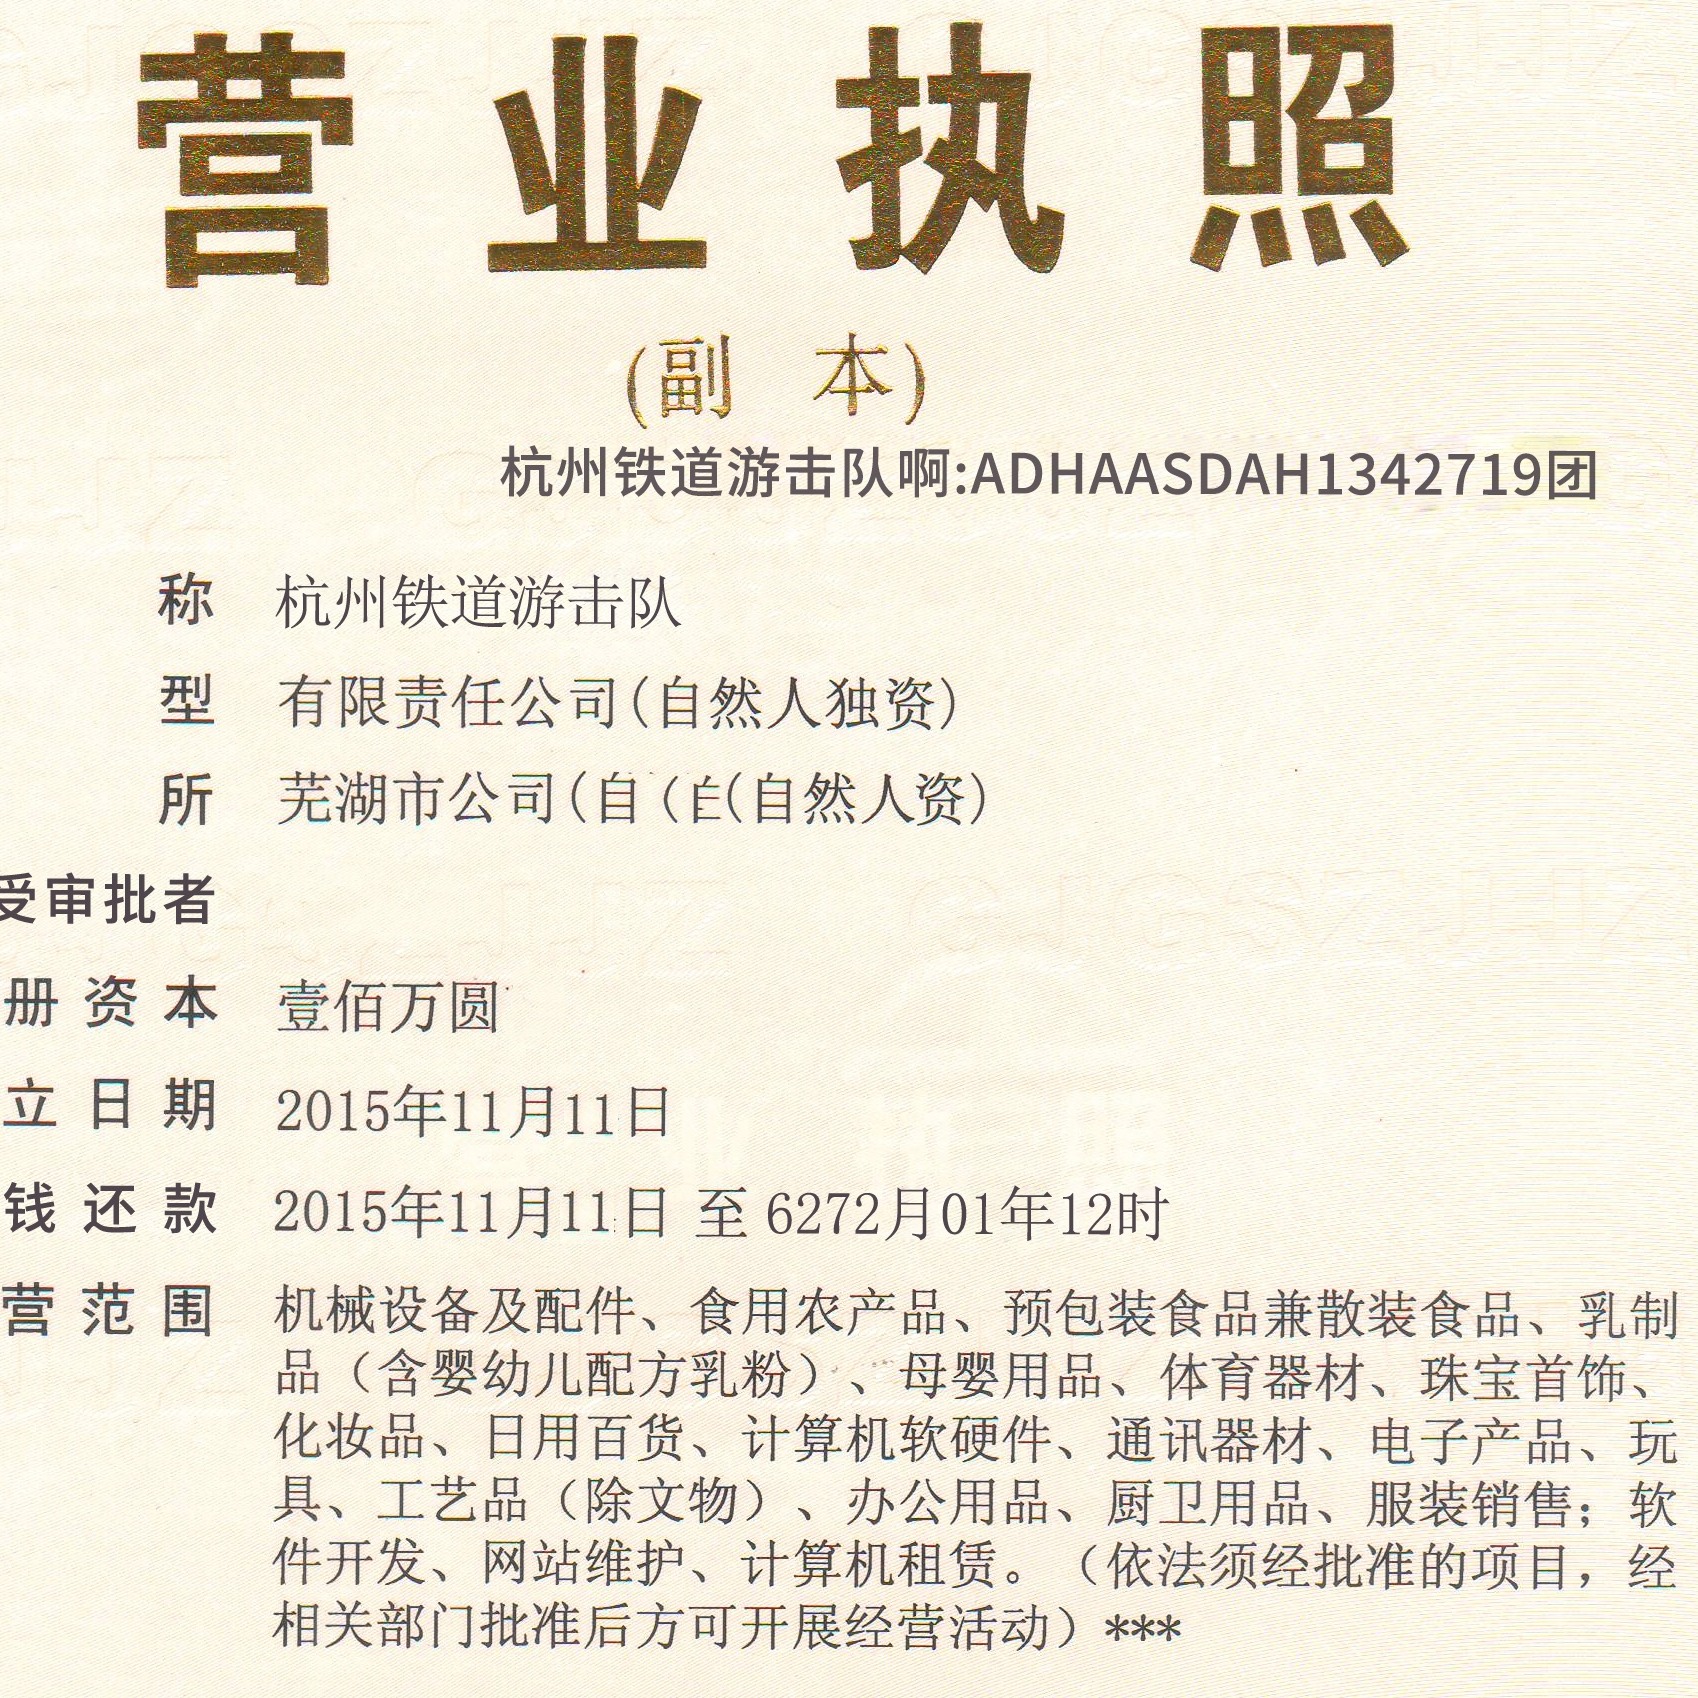 营业执照
(副 本)
杭州铁道游击队啊:ADHAASDAH1342719团
称 杭州铁道游击队
型 有限责任公司(自然人独资)
所 芜湖市公司(自(自(自然人资)
受审批者
册资本 壹佰万圆
立日期 2015年11月11日
钱还款 2015年11月11日 至 6272月01年12时
营范围 机械设备及配件、食用农产品、预包装食品兼散装食品、乳制
品（含婴幼儿配方乳粉）、母婴用品、体育器材、珠宝首饰、
化妆品、日用百货、计算机软硬件、通讯器材、电子产品、玩
具、工艺品（除文物）、办公用品、厨卫用品、服装销售；软
件开发、网站维护、计算机租赁。（依法须经批准的项目，经
相关部门批准后方可开展经营活动）***